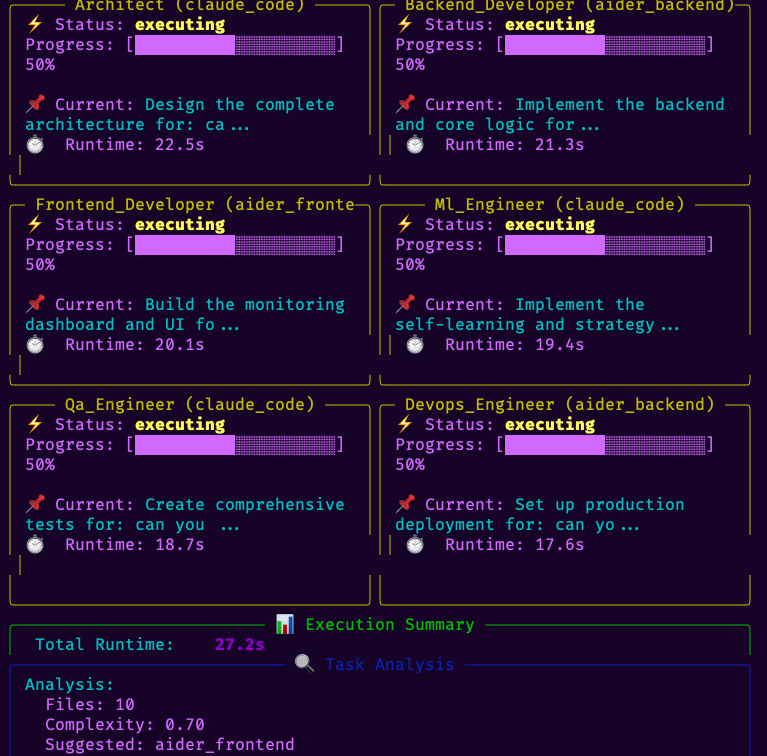 Architect (claude_code)
⚡ Status: executing
Progress: [██████████░░░░░░░░░░]
50%
📌 Current: Design the complete
architecture for: ca...
⏱ Runtime: 22.5s
Backend_Developer (aider_backend)
⚡ Status: executing
Progress: [██████████░░░░░░░░░░]
50%
📌 Current: Implement the backend
and core logic for...
⏱ Runtime: 21.3s
Frontend_Developer (aider_fronte
⚡ Status: executing
Progress: [██████████░░░░░░░░░░]
50%
📌 Current: Build the monitoring
dashboard and UI fo...
⏱ Runtime: 20.1s
Ml_Engineer (claude_code)
⚡ Status: executing
Progress: [██████████░░░░░░░░░░]
50%
📌 Current: Implement the
self-learning and strategy...
⏱ Runtime: 19.4s
Qa_Engineer (claude_code)
⚡ Status: executing
Progress: [██████████░░░░░░░░░░]
50%
📌 Current: Create comprehensive
tests for: can you ...
⏱ Runtime: 18.7s
Devops_Engineer (aider_backend)
⚡ Status: executing
Progress: [██████████░░░░░░░░░░]
50%
📌 Current: Set up production
deployment for: can yo...
⏱ Runtime: 17.6s
📊 Execution Summary
Total Runtime: 27.2s
🔍 Task Analysis
Analysis:
Files: 10
Complexity: 0.70
Suggested: aider_frontend